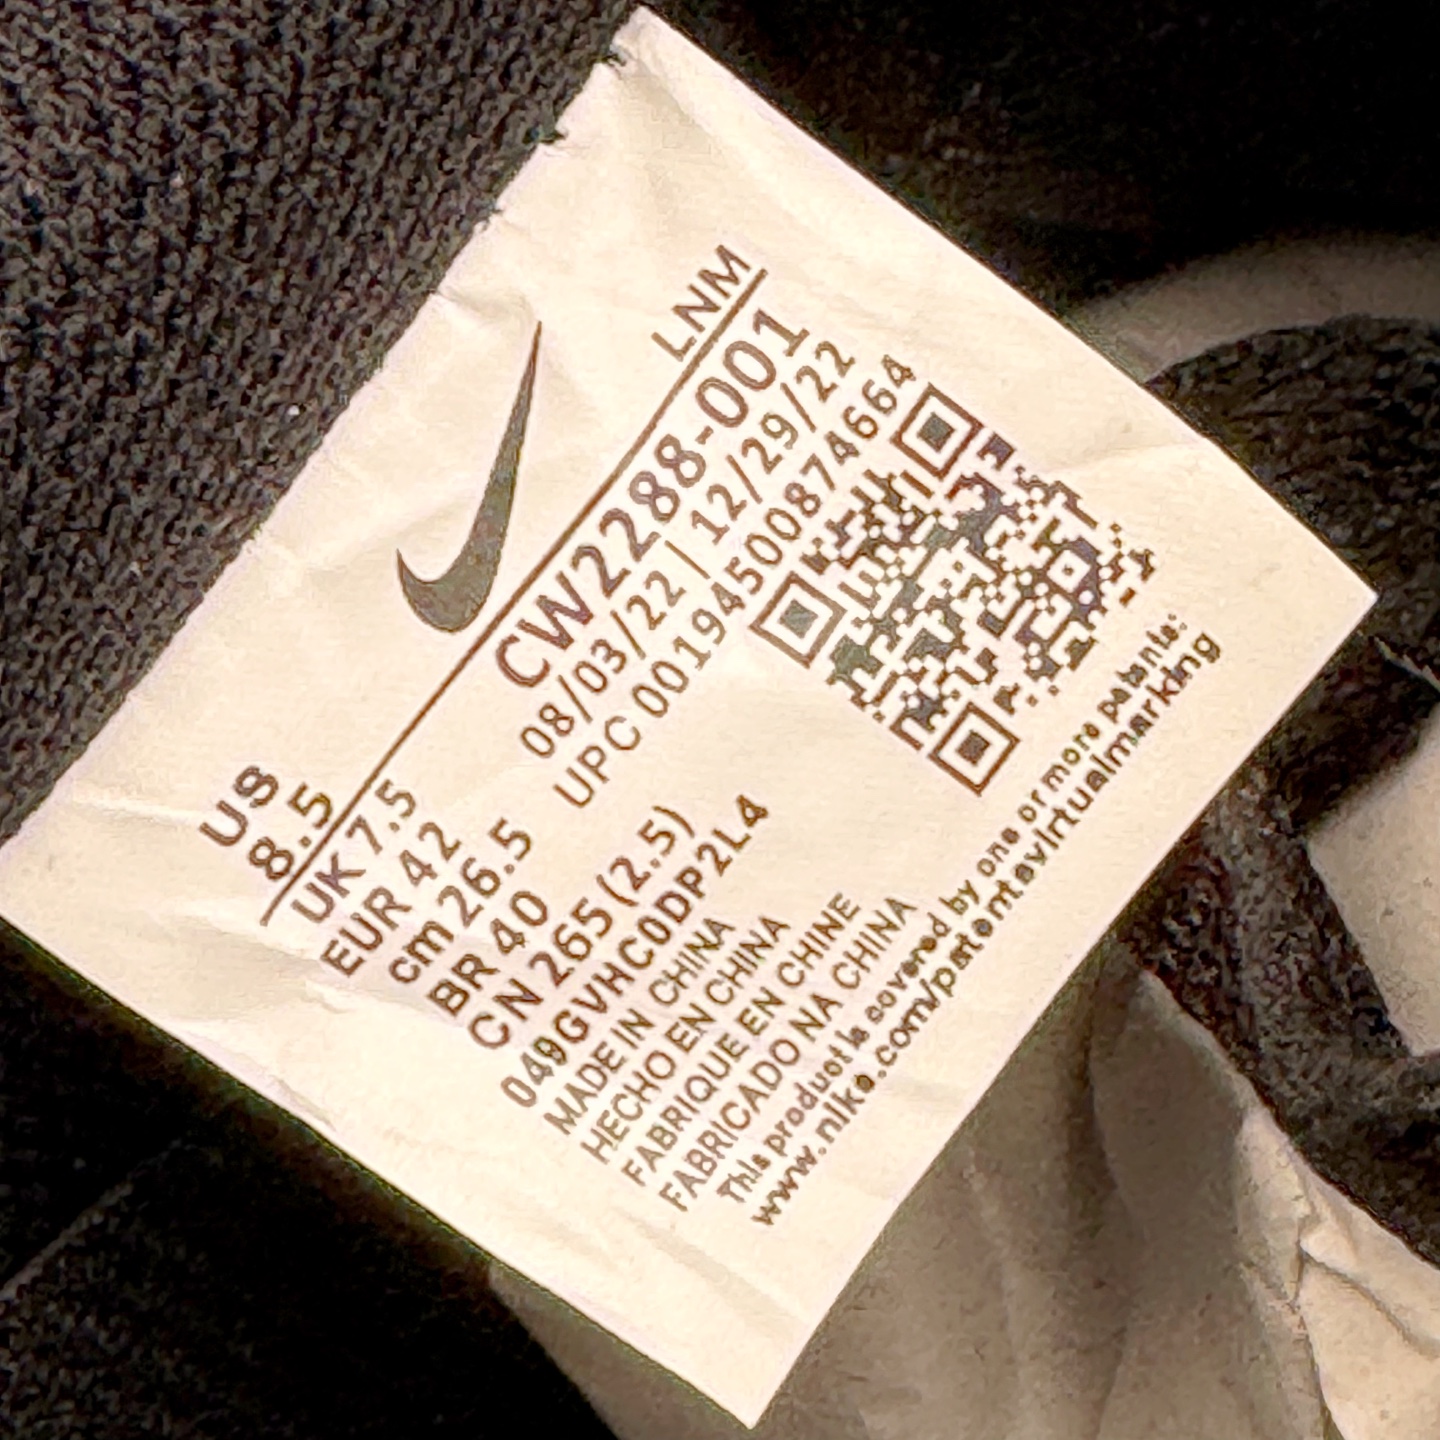 US
8.5
LNM
UK 7.5
EUR 42
cm 26.5
BR 40
CN 265 (2.5)
CW2288-001
08/03/22 | 12/29/22
UPC 00194500874664
049GVHC0DP2L4
MADE IN CHINA
HECHO EN CHINA
FABRIQUE EN CHINE
FABRICADO NA CHINA
This product is covered by one or more patents:
www.nike.com/patentsvirtualmarking